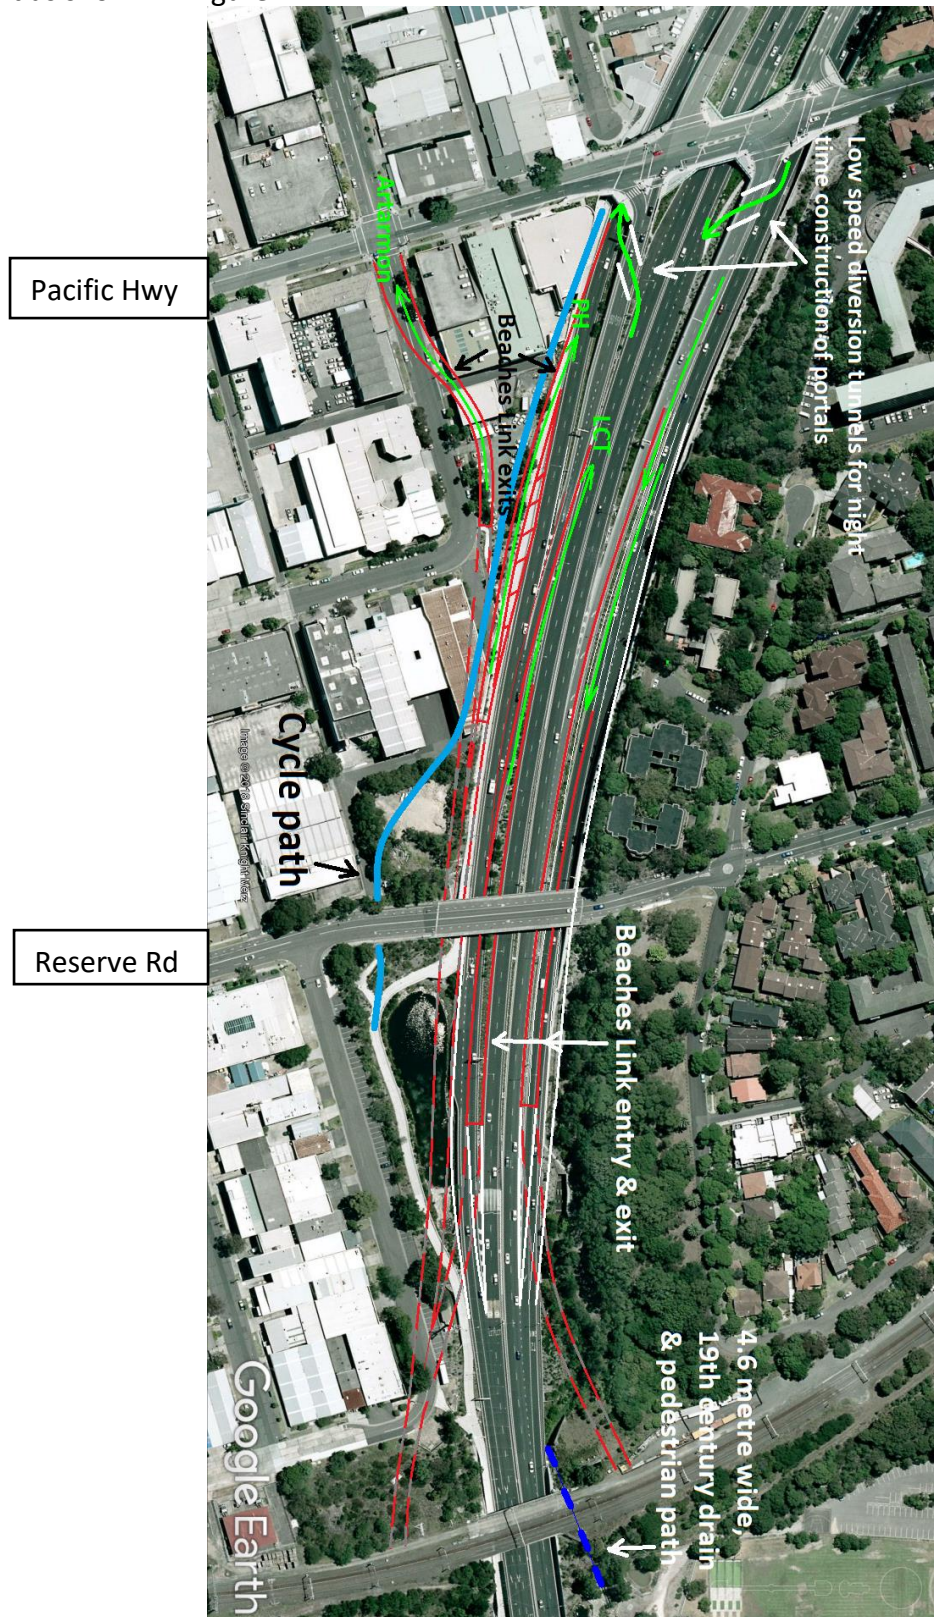 Pacific Hwy
Reserve Rd
Low speed diversion tunnels for night
time construction of portals
Artarmon
PH
LCT
Beaches Link exits
Cycle path
Beaches Link entry & exit
4.6 metre wide,
19th century drain
& pedestrian path
Image © 2018 Sinclair Knight Merz
Google Earth